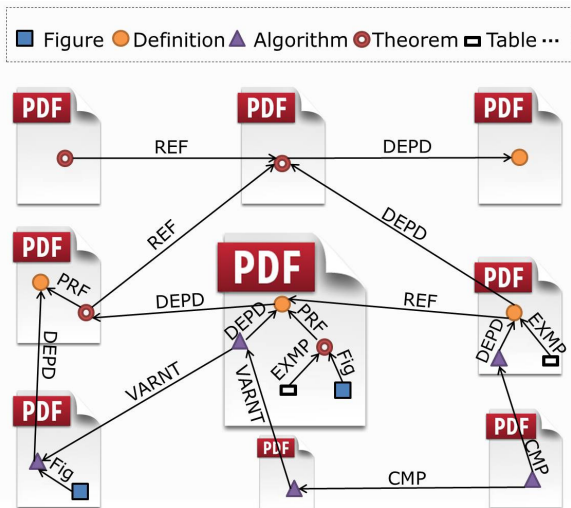 Figure Definition Algorithm Theorem Table ...
PDF PDF PDF
REF DEPD
REF DEPD
PDF PDF PDF
PRF DEPD DEPD PRF REF
DEPD EXMP Fig DEPD EXMP
VARNT VARNT
PDF PDF PDF
Fig CMP CMP